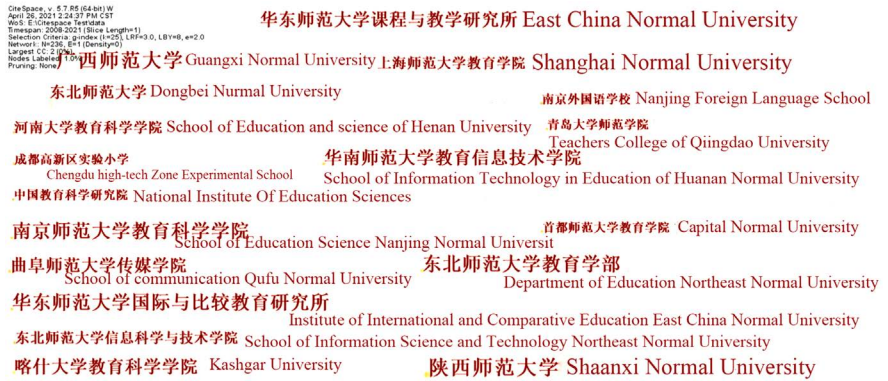 CiteSpace, v. 5.7.R5 (64-bit) W
April 26, 2021 2:24:37 PM CST
WoS: E:\Citespace Test\data
Timespan: 2008-2021 (Slice Length=1)
Selection Criteria: g-index (k=25), LRF=3.0, LBY=8, e=2.0
Network: N=236, E=1 (Density=0)
Largest CC: 2 (0%)
Nodes Labeled: 1.0%
Pruning: None
华东师范大学课程与教学研究所 East China Normal University
广西师范大学 Guangxi Normal University 上海师范大学教育学院 Shanghai Normal University
东北师范大学 Dongbei Nurmal University
南京外国语学校 Nanjing Foreign Language School
河南大学教育科学学院 School of Education and science of Henan University
青岛大学师范学院
Teachers College of Qiingdao University
成都高新区实验小学
Chengdu high-tech Zone Experimental School
华南师范大学教育信息技术学院
School of Information Technology in Education of Huanan Normal University
中国教育科学研究院 National Institute Of Education Sciences
南京师范大学教育科学学院
School of Education Science Nanjing Normal Universit
首都师范大学教育学院 Capital Normal University
曲阜师范大学传媒学院
School of communication Qufu Normal University
东北师范大学教育学部
Department of Education Northeast Normal University
华东师范大学国际与比较教育研究所
Institute of International and Comparative Education East China Normal University
东北师范大学信息科学与技术学院 School of Information Science and Technology Northeast Normal University
喀什大学教育科学学院 Kashgar University
陕西师范大学 Shaanxi Normal University